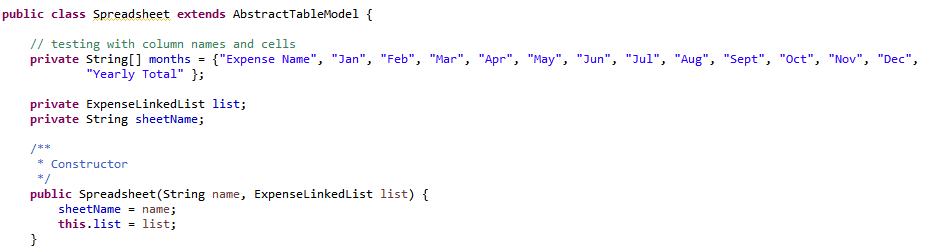 public class Spreadsheet extends AbstractTableModel {
// testing with column names and cells
private String[] months = {"Expense Name", "Jan", "Feb", "Mar", "Apr", "May", "Jun", "Jul", "Aug", "Sept", "Oct", "Nov", "Dec",
"Yearly Total" };
private ExpenseLinkedList list;
private String sheetName;
/**
* Constructor
*/
public Spreadsheet(String name, ExpenseLinkedList list) {
sheetName = name;
this.list = list;
}